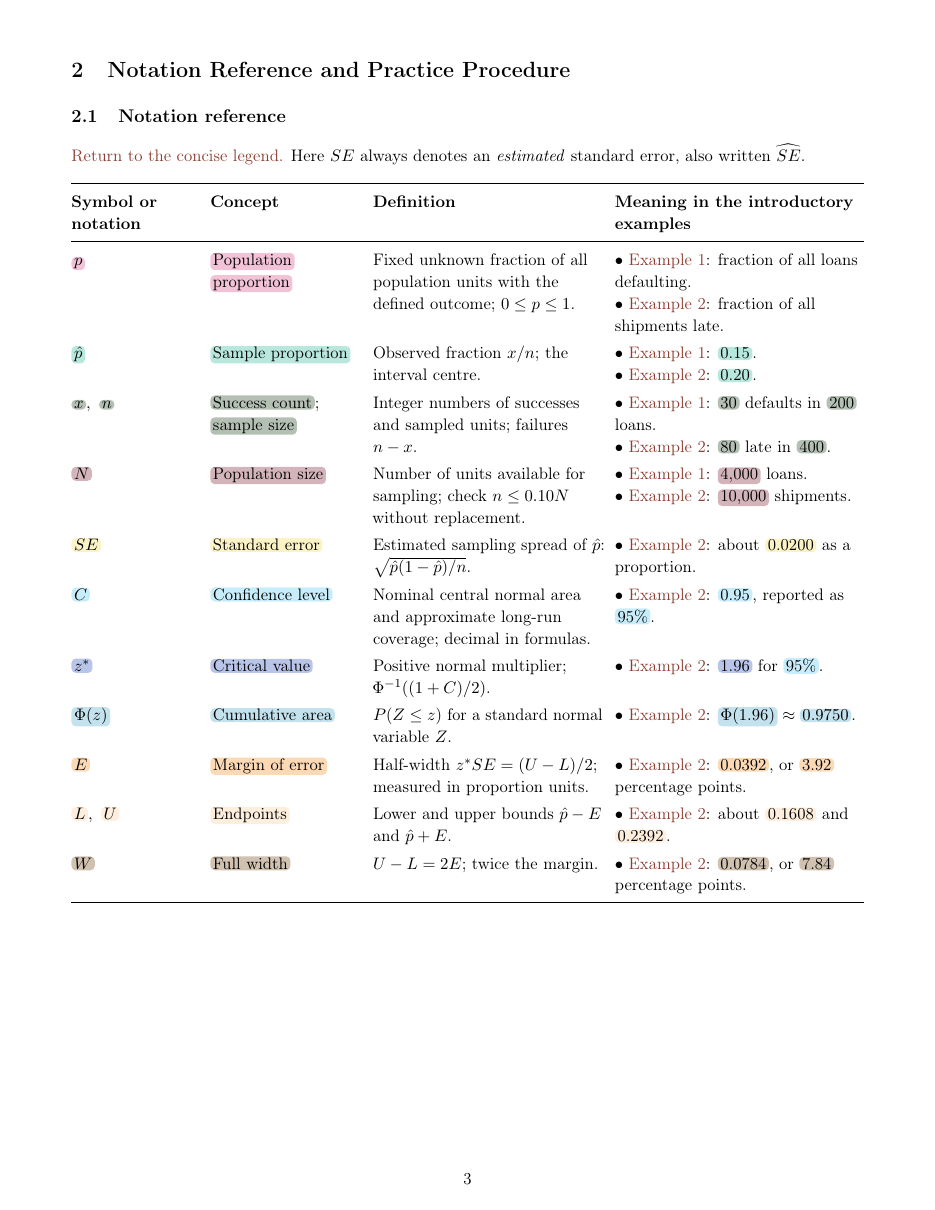 2 Notation Reference and Practice Procedure
2.1 Notation reference
Return to the concise legend. Here SE always denotes an estimated standard error, also written \widehat{SE}.
Symbol or notation | Concept | Definition | Meaning in the introductory examples
p | Population proportion | Fixed unknown fraction of all population units with the defined outcome; 0 ≤ p ≤ 1. | • Example 1: fraction of all loans defaulting. • Example 2: fraction of all shipments late.
p̂ | Sample proportion | Observed fraction x/n; the interval centre. | • Example 1: 0.15. • Example 2: 0.20.
x, n | Success count; sample size | Integer numbers of successes and sampled units; failures n − x. | • Example 1: 30 defaults in 200 loans. • Example 2: 80 late in 400.
N | Population size | Number of units available for sampling; check n ≤ 0.10N without replacement. | • Example 1: 4,000 loans. • Example 2: 10,000 shipments.
SE | Standard error | Estimated sampling spread of p̂: √(p̂(1 − p̂)/n). | • Example 2: about 0.0200 as a proportion.
C | Confidence level | Nominal central normal area and approximate long-run coverage; decimal in formulas. | • Example 2: 0.95, reported as 95%.
z* | Critical value | Positive normal multiplier; Φ⁻¹((1 + C)/2). | • Example 2: 1.96 for 95%.
Φ(z) | Cumulative area | P(Z ≤ z) for a standard normal variable Z. | • Example 2: Φ(1.96) ≈ 0.9750.
E | Margin of error | Half-width z*SE = (U − L)/2; measured in proportion units. | • Example 2: 0.0392, or 3.92 percentage points.
L, U | Endpoints | Lower and upper bounds p̂ − E and p̂ + E. | • Example 2: about 0.1608 and 0.2392.
W | Full width | U − L = 2E; twice the margin. | • Example 2: 0.0784, or 7.84 percentage points.
3